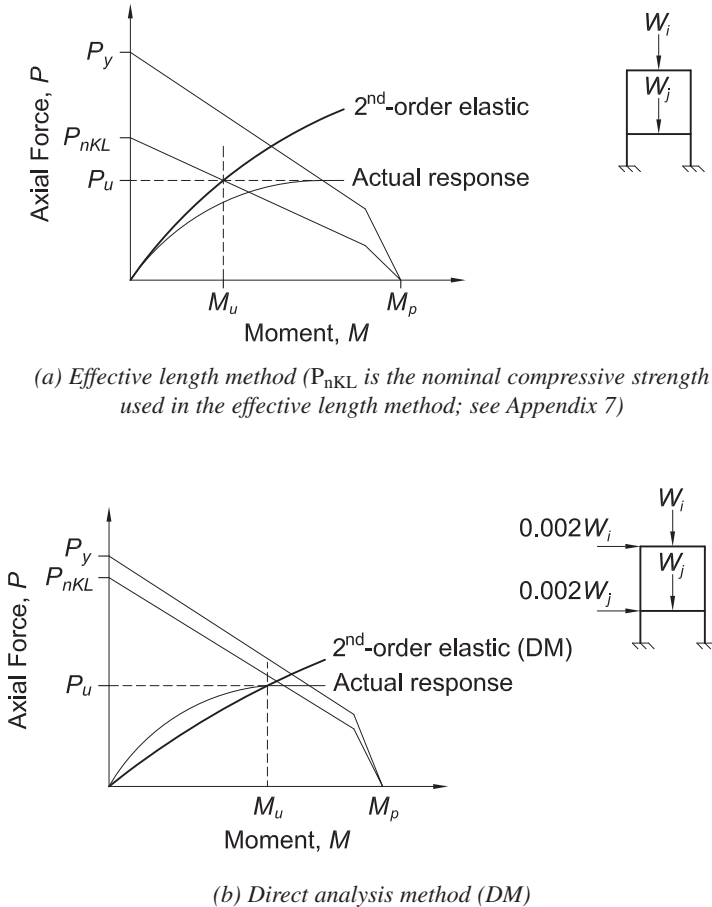 Axial Force, P
P_y
P_nKL
P_u
2nd-order elastic
Actual response
M_u
M_p
Moment, M
W_i
W_j
(a) Effective length method (P_nKL is the nominal compressive strength
used in the effective length method; see Appendix 7)
Axial Force, P
P_y
P_nKL
P_u
2nd-order elastic (DM)
Actual response
M_u
M_p
Moment, M
W_i
0.002W_i
W_j
0.002W_j
(b) Direct analysis method (DM)